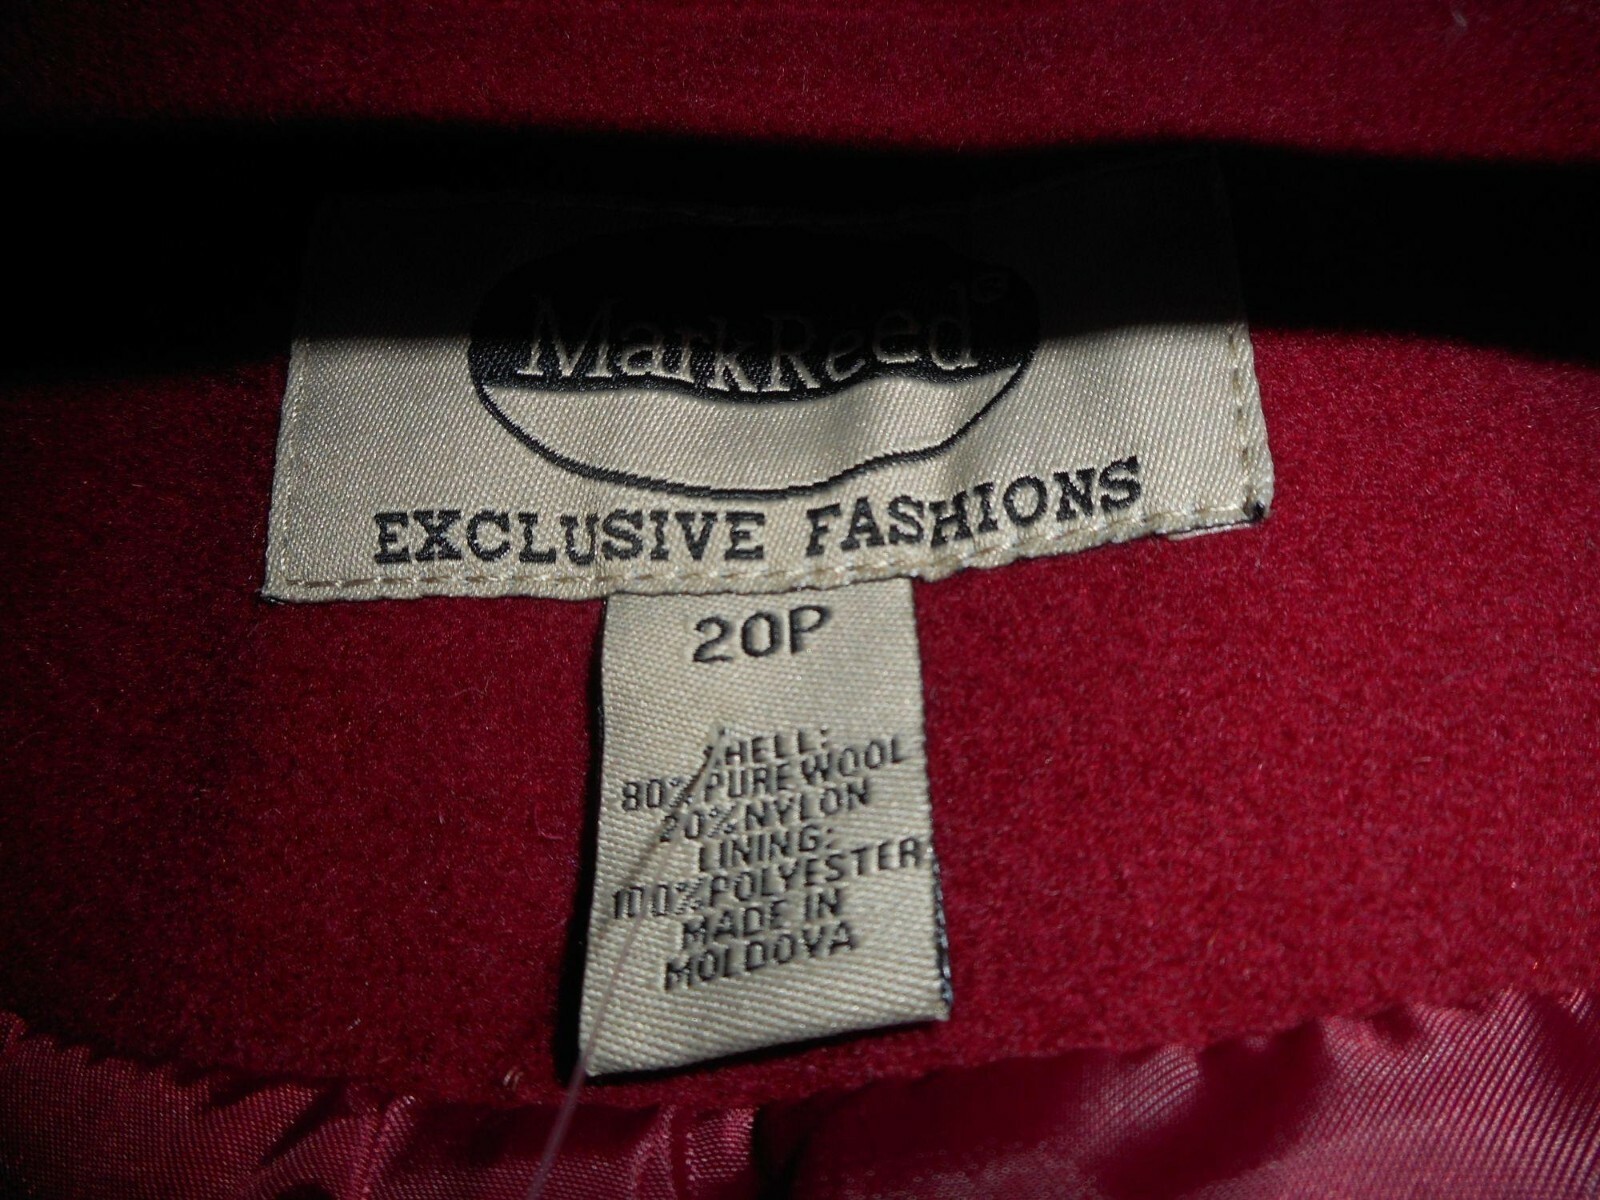 MarkReed
EXCLUSIVE FASHIONS
20P
SHELL:
80% PURE WOOL
20% NYLON
LINING:
100% POLYESTER
MADE IN
MOLDOVA